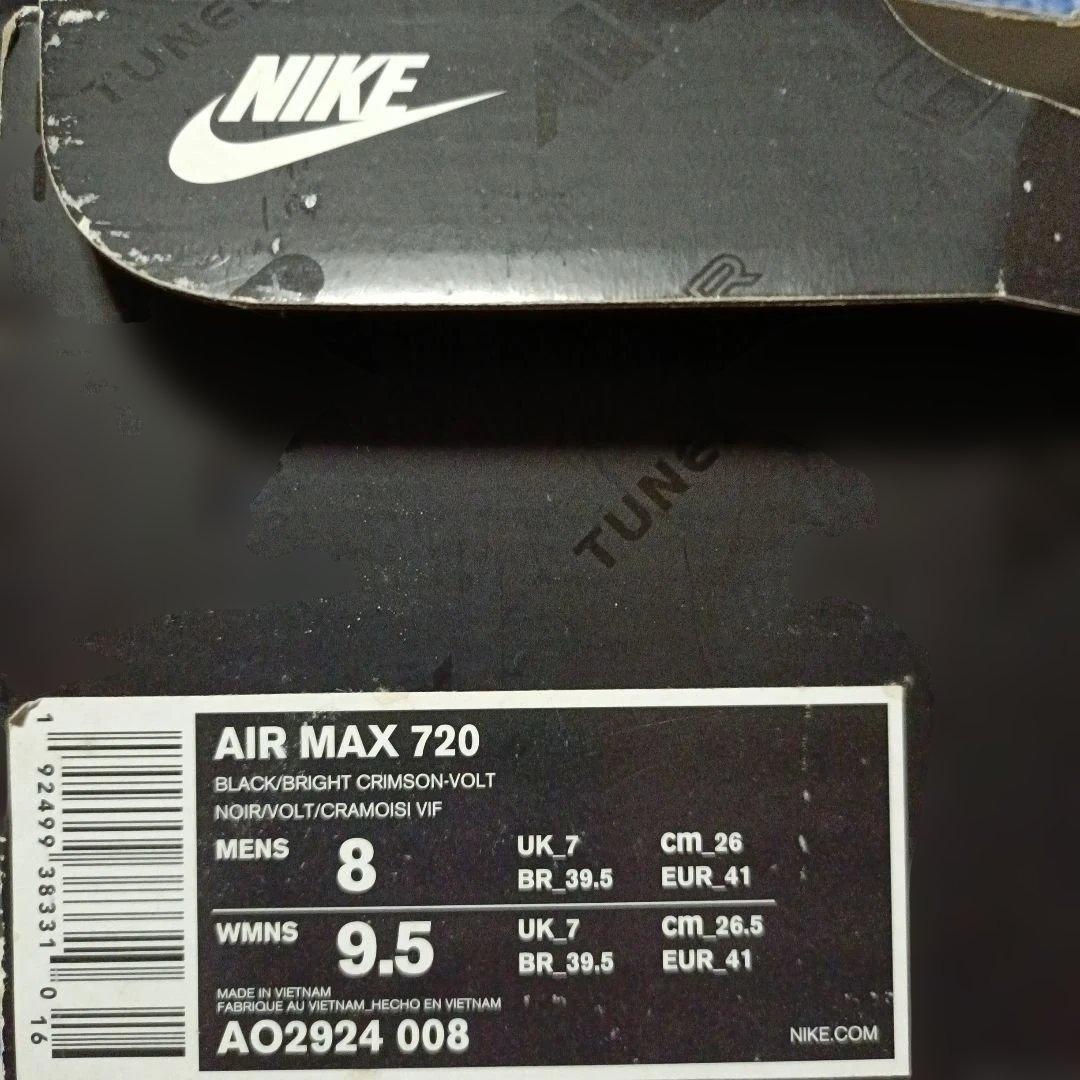 TUNED
NIKE
TUNED
AIR MAX 720
BLACK/BRIGHT CRIMSON-VOLT
NOIR/VOLT/CRAMOISI VIF
MENS 8 UK_7 cm_26
BR_39.5 EUR_41
WMNS 9.5 UK_7 cm_26.5
BR_39.5 EUR_41
MADE IN VIETNAM
FABRIQUE AU VIETNAM_HECHO EN VIETNAM
AO2924 008
NIKE.COM
1 92499 38331 0 16